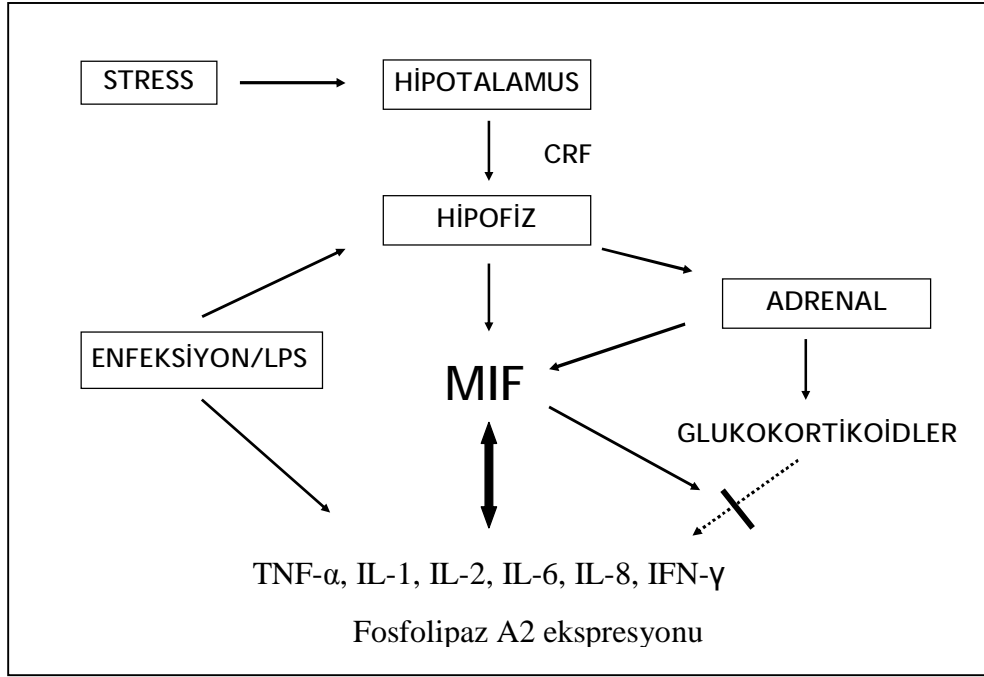 STRESS
HİPOTALAMUS
CRF
HİPOFİZ
ADRENAL
ENFEKSİYON/LPS
MIF
GLUKOKORTİKOİDLER
TNF-α, IL-1, IL-2, IL-6, IL-8, IFN-γ
Fosfolipaz A2 ekspresyonu